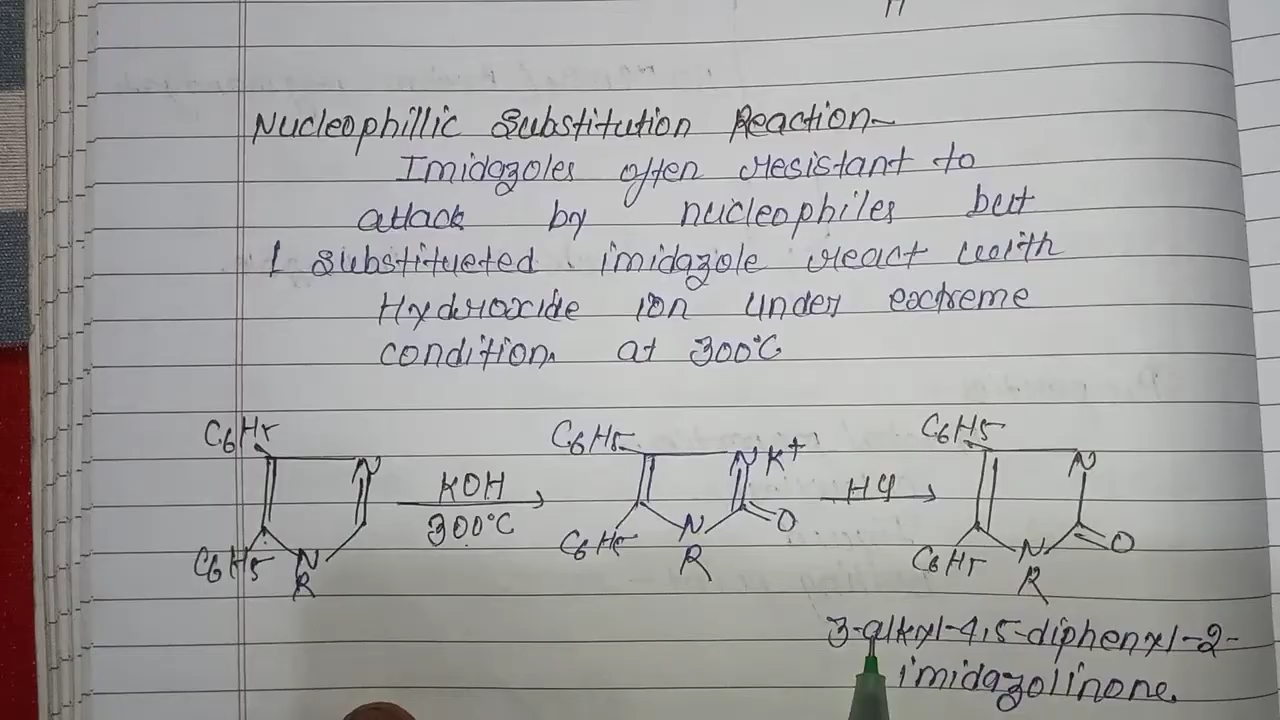 H
Nucleophillic Substitution Reaction-
Imidazoles often resistant to
attack by nucleophiles but
1 Substitueted imidazole react with
Hydroxide ion under extreme
condition at 300°C
C6H5 N C6H5 N K+ C6H5 N
KOH HCl
300°C O O
C6H5 N C6H5 N C6H5 N
R R R
3-alkyl-4,5-diphenyl-2-
imidazolinone.